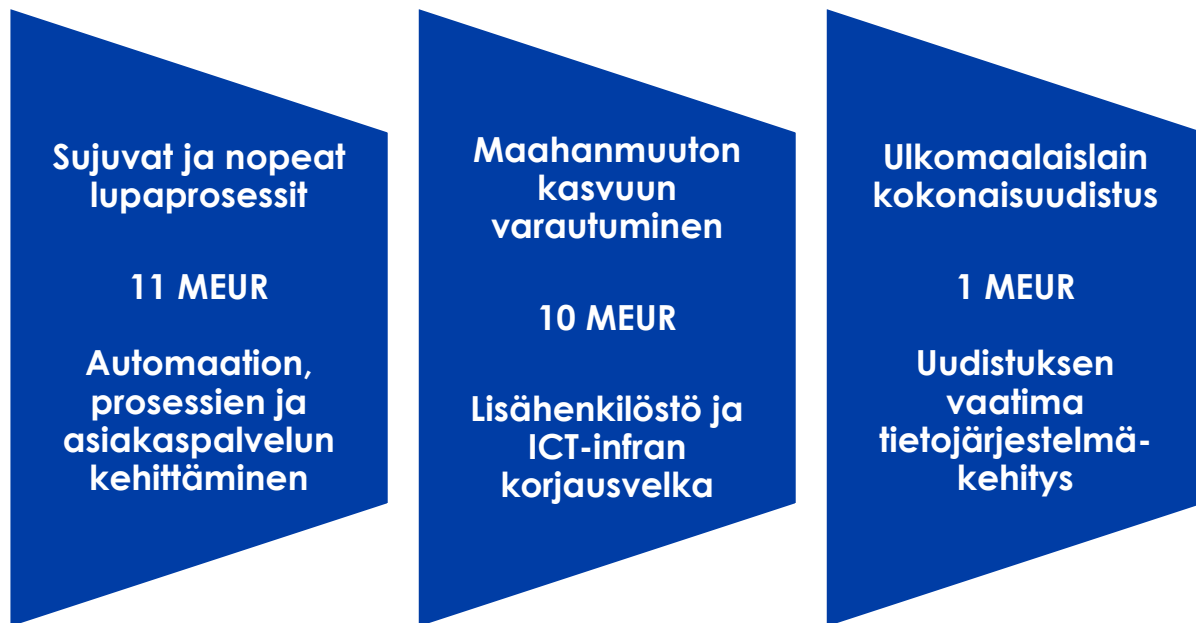 Sujuvat ja nopeat
lupaprosessit
11 MEUR
Automaation,
prosessien ja
asiakaspalvelun
kehittäminen
Maahanmuuton
kasvuun
varautuminen
10 MEUR
Lisähenkilöstö ja
ICT-infran
korjausvelka
Ulkomaalaislain
kokonaisuudistus
1 MEUR
Uudistuksen
vaatima
tietojärjestelmä-
kehitys